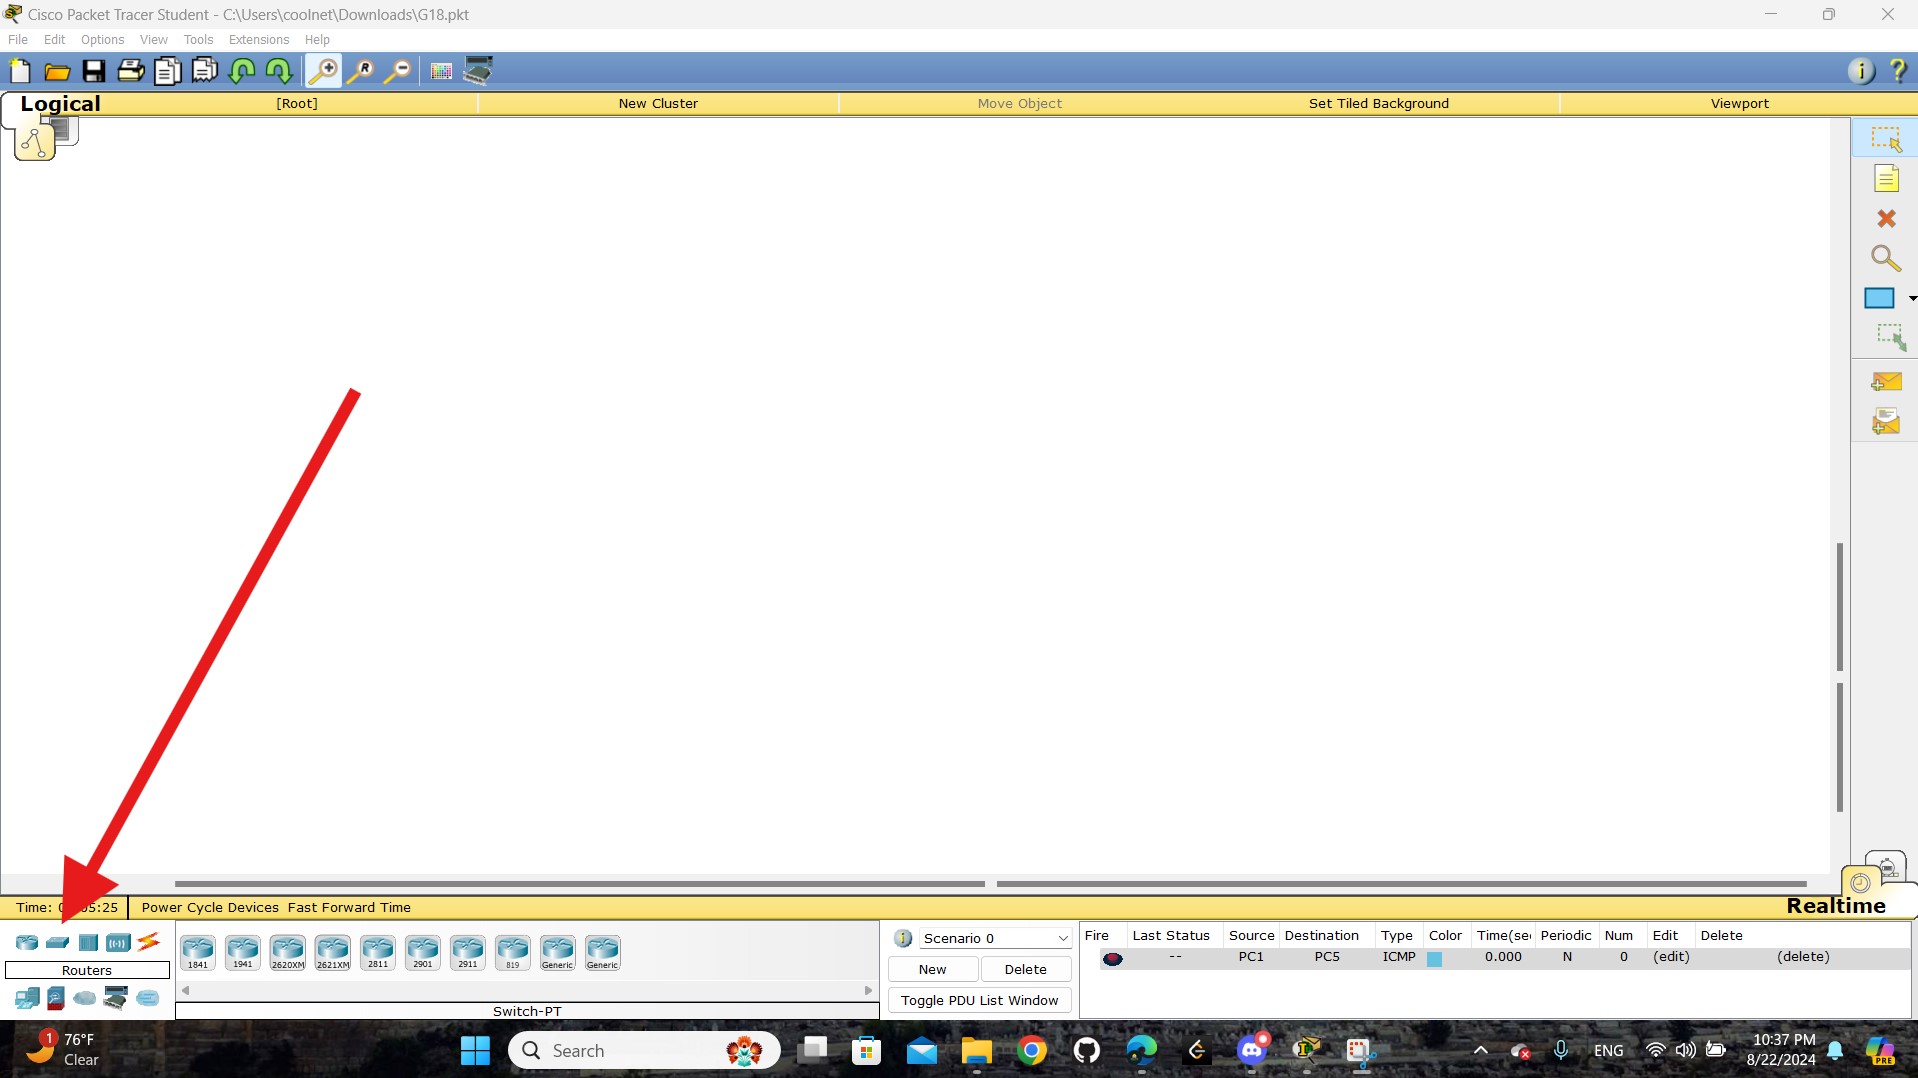 Cisco Packet Tracer Student - C:\Users\coolnet\Downloads\G18.pkt
File Edit Options View Tools Extensions Help
Logical [Root] New Cluster Move Object Set Tiled Background Viewport
Time: 05:25 Power Cycle Devices Fast Forward Time
Realtime
Routers
1841 1941 2620XM 2621XM 2811 2901 2911 819 Generic Generic
Switch-PT
Scenario 0
New Delete
Toggle PDU List Window
Fire Last Status Source Destination Type Color Time(sec Periodic Num Edit Delete
-- PC1 PC5 ICMP 0.000 N 0 (edit) (delete)
1
76°F
Clear
Search
PRE
ENG
10:37 PM
8/22/2024